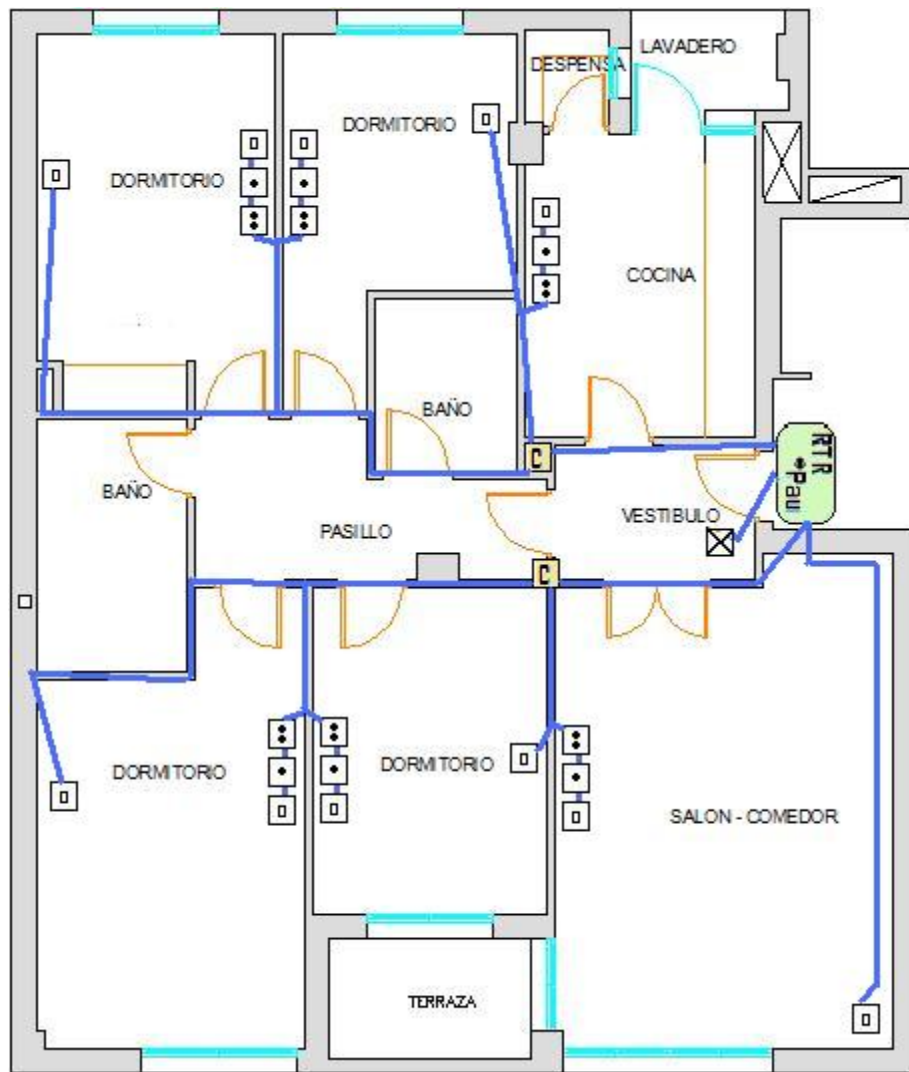 LAVADERO
DESPENSA
DORMITORIO
DORMITORIO
COCINA
BAÑO
RTR
Pau
BAÑO
C
PASILLO
VESTIBULO
C
DORMITORIO
DORMITORIO
SALON - COMEDOR
TERRAZA